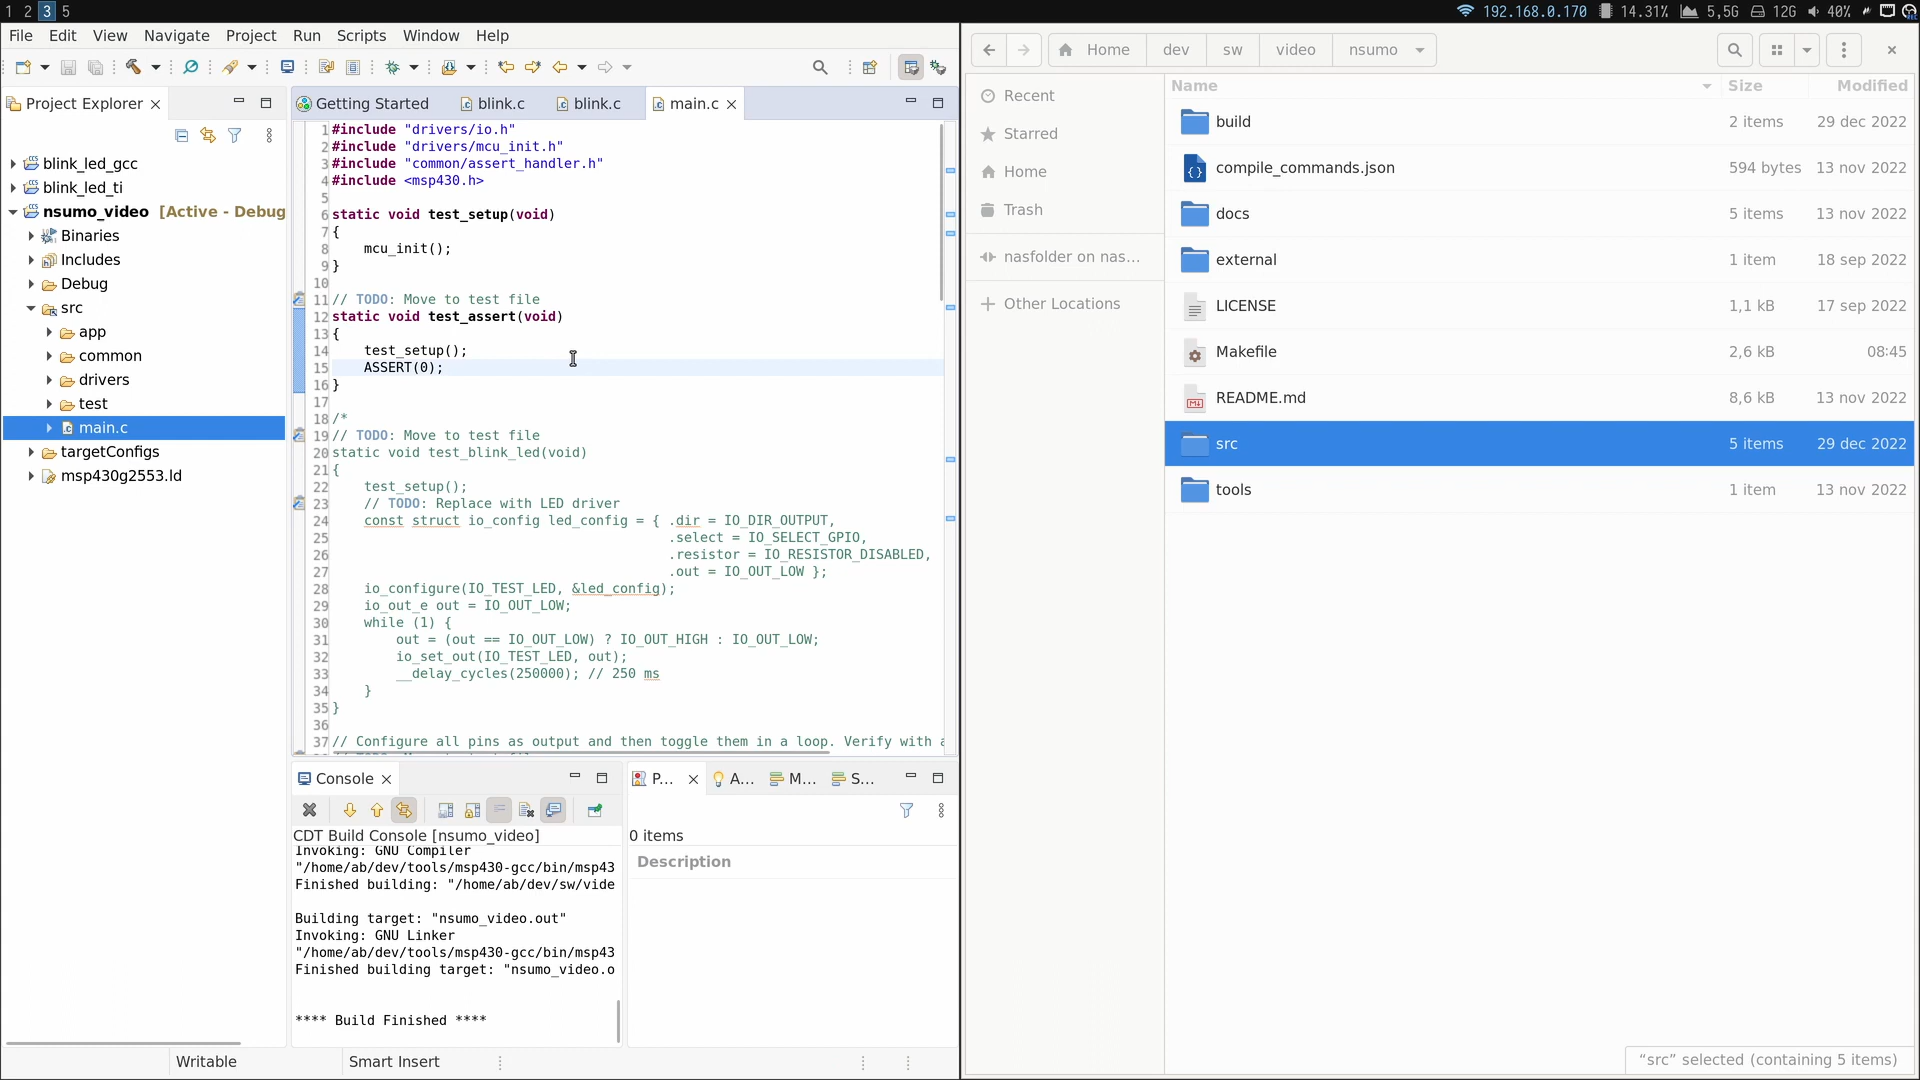 1 2 3 5
192.168.0.170 14.31% 5,5G 12G 40%
File Edit View Navigate Project Run Scripts Window Help
Project Explorer
blink_led_gcc
blink_led_ti
nsumo_video [Active - Debug
Binaries
Includes
Debug
src
app
common
drivers
test
main.c
targetConfigs
msp430g2553.ld
Getting Started blink.c blink.c main.c
1 #include "drivers/io.h"
2 #include "drivers/mcu_init.h"
3 #include "common/assert_handler.h"
4 #include <msp430.h>
5
6 static void test_setup(void)
7 {
8     mcu_init();
9 }
10
11 // TODO: Move to test file
12 static void test_assert(void)
13 {
14     test_setup();
15     ASSERT(0);
16 }
17
18 /*
19 // TODO: Move to test file
20 static void test_blink_led(void)
21 {
22     test_setup();
23     // TODO: Replace with LED driver
24     const struct io_config led_config = { .dir = IO_DIR_OUTPUT,
25                                           .select = IO_SELECT_GPIO,
26                                           .resistor = IO_RESISTOR_DISABLED,
27                                           .out = IO_OUT_LOW };
28     io_configure(IO_TEST_LED, &led_config);
29     io_out_e out = IO_OUT_LOW;
30     while (1) {
31         out = (out == IO_OUT_LOW) ? IO_OUT_HIGH : IO_OUT_LOW;
32         io_set_out(IO_TEST_LED, out);
33         __delay_cycles(250000); // 250 ms
34     }
35 }
36
37 // Configure all pins as output and then toggle them in a loop. Verify with a
Console
CDT Build Console [nsumo_video]
Invoking: GNU Compiler
"/home/ab/dev/tools/msp430-gcc/bin/msp43
Finished building: "/home/ab/dev/sw/vide
Building target: "nsumo_video.out"
Invoking: GNU Linker
"/home/ab/dev/tools/msp430-gcc/bin/msp43
Finished building target: "nsumo_video.o
**** Build Finished ****
P... A... M... S...
0 items
Description
Writable Smart Insert
Home dev sw video nsumo
Recent
Starred
Home
Trash
nasfolder on nas...
Other Locations
Name Size Modified
build 2 items 29 dec 2022
compile_commands.json 594 bytes 13 nov 2022
docs 5 items 13 nov 2022
external 1 item 18 sep 2022
LICENSE 1,1 kB 17 sep 2022
Makefile 2,6 kB 08:45
README.md 8,6 kB 13 nov 2022
src 5 items 29 dec 2022
tools 1 item 13 nov 2022
“src” selected (containing 5 items)